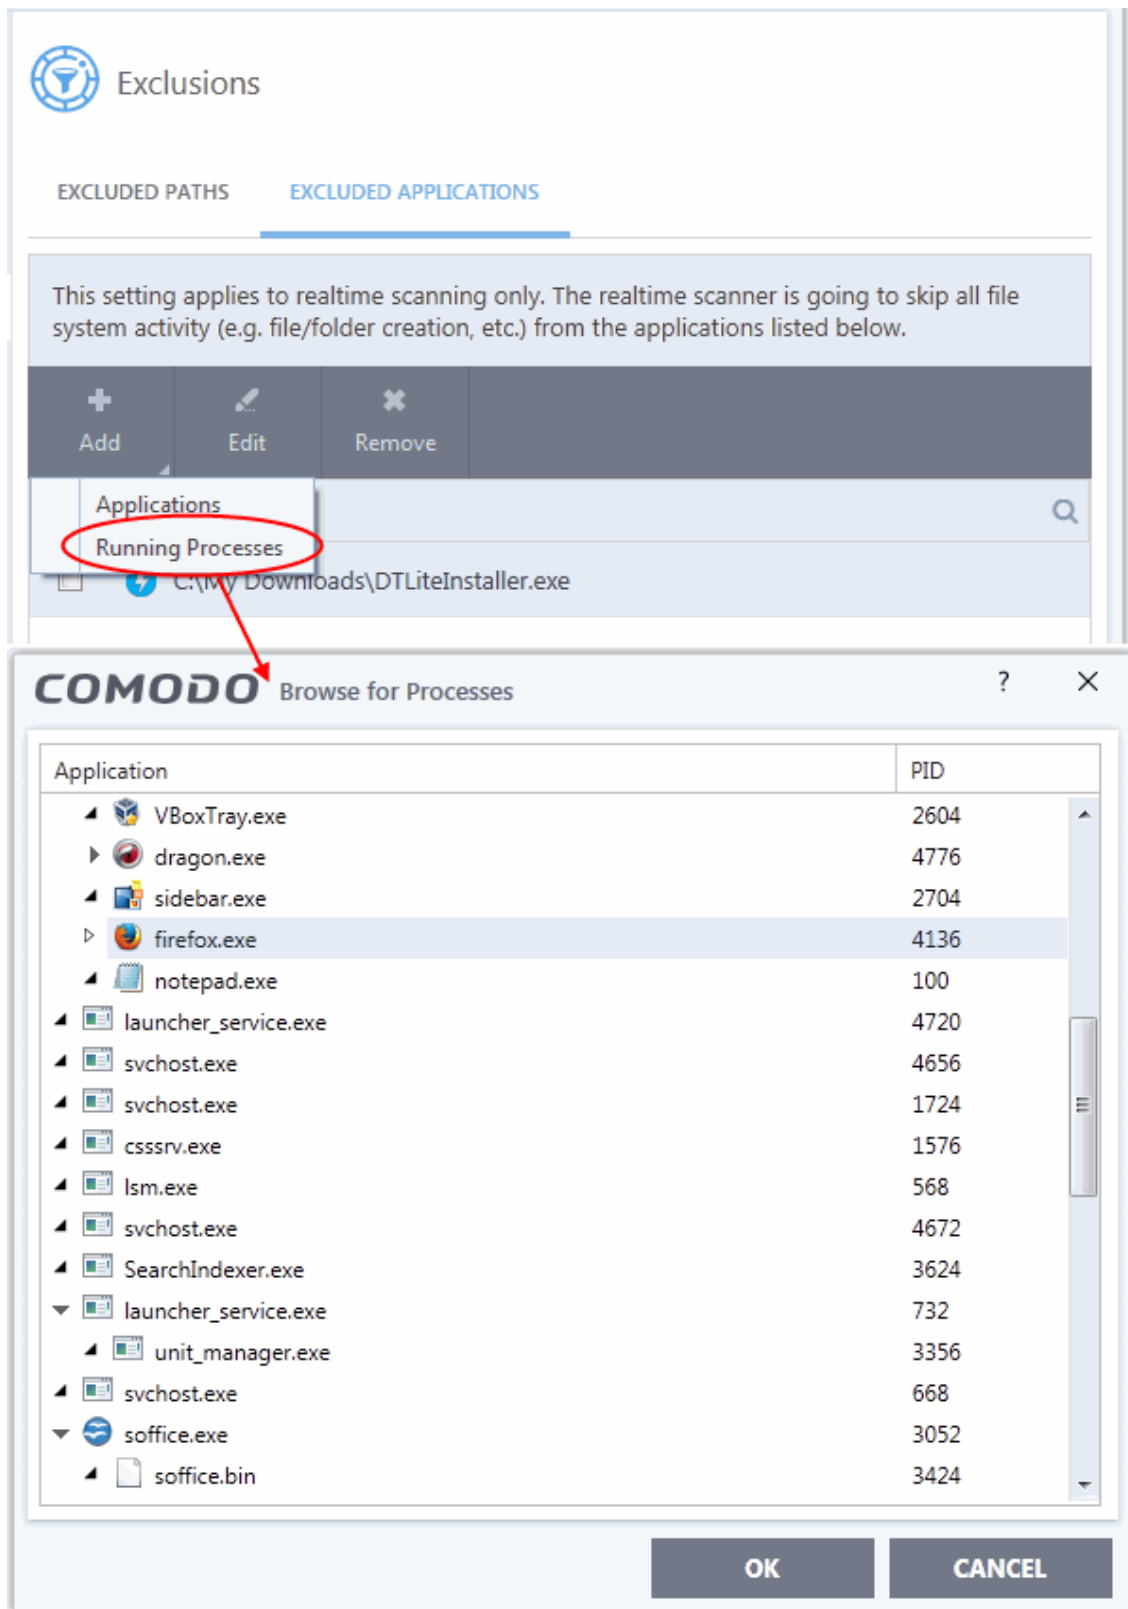 Exclusions
EXCLUDED PATHS EXCLUDED APPLICATIONS
This setting applies to realtime scanning only. The realtime scanner is going to skip all file
system activity (e.g. file/folder creation, etc.) from the applications listed below.
Add Edit Remove
Applications
Running Processes
C:\My Downloads\DTLiteInstaller.exe
COMODO Browse for Processes ?
Application PID
VBoxTray.exe 2604
dragon.exe 4776
sidebar.exe 2704
firefox.exe 4136
notepad.exe 100
launcher_service.exe 4720
svchost.exe 4656
svchost.exe 1724
csssrv.exe 1576
lsm.exe 568
svchost.exe 4672
SearchIndexer.exe 3624
launcher_service.exe 732
unit_manager.exe 3356
svchost.exe 668
soffice.exe 3052
soffice.bin 3424
OK CANCEL